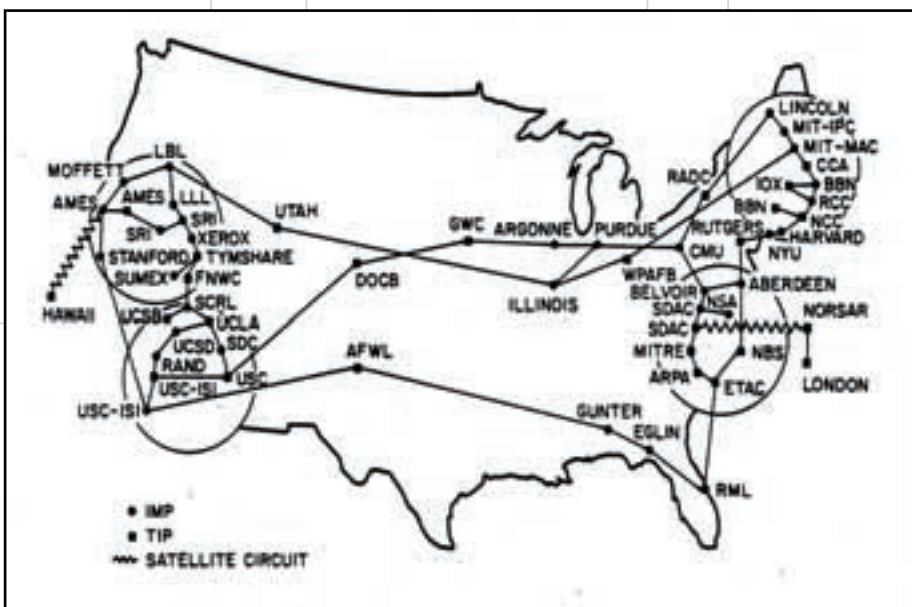 LINCOLN
MIT-IPC
MIT-MAC
CCA
BBN
RCC
NCC
HARVARD
NYU
IOX
BBN
RUTGERS
RADC
LBL
MOFFETT
AMES
AMES
LLL
SRI
SRI
XEROX
STANFORD
TYMSHARE
SUMEX
FNWC
HAWAII
UTAH
GWC
ARGONNE
PURDUE
CMU
DOCB
ILLINOIS
WPAFB
BELVOIR
ABERDEEN
NSA
SDAC
SDAC
NORSAR
MITRE
NBS
LONDON
ARPA
ETAC
SCRL
UCSB
UCLA
UCSD
SDC
RAND
USC-ISI
USC
USC-ISI
AFWL
GUNTER
EGLIN
RML
IMP
TIP
SATELLITE CIRCUIT